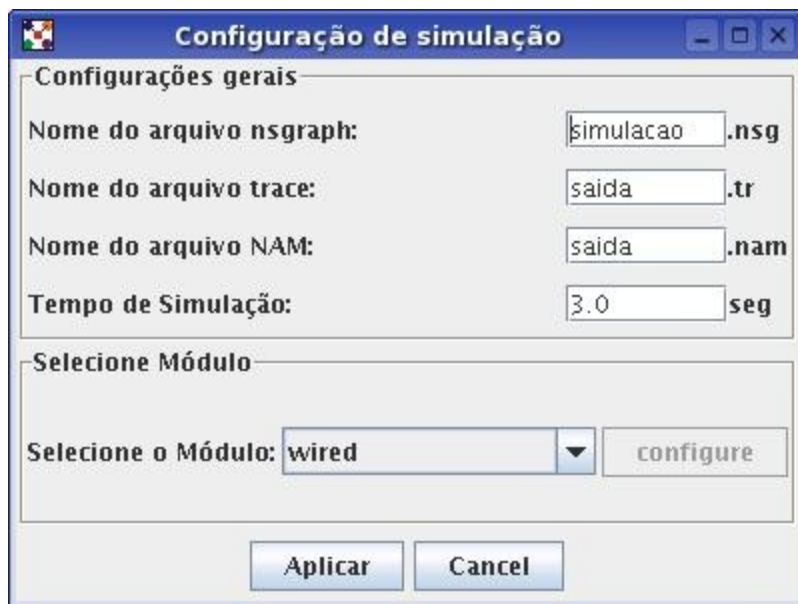 Configuração de simulação
Configurações gerais
Nome do arquivo nsgraph: simulacao .nsg
Nome do arquivo trace: saida .tr
Nome do arquivo NAM: saida .nam
Tempo de Simulação: 3.0 seg
Selecione Módulo
Selecione o Módulo: wired configure
Aplicar Cancel